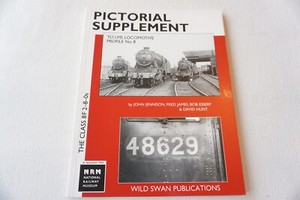 PICTORIAL
SUPPLEMENT
TO LMS LOCOMOTIVE
PROFILE No. 8
THE CLASS 8F 2-8-0s
by JOHN JENNISON, FRED JAMES, BOB ESSERY
& DAVID HUNT
48629
NRM
NATIONAL
RAILWAY
MUSEUM
WILD SWAN PUBLICATIONS